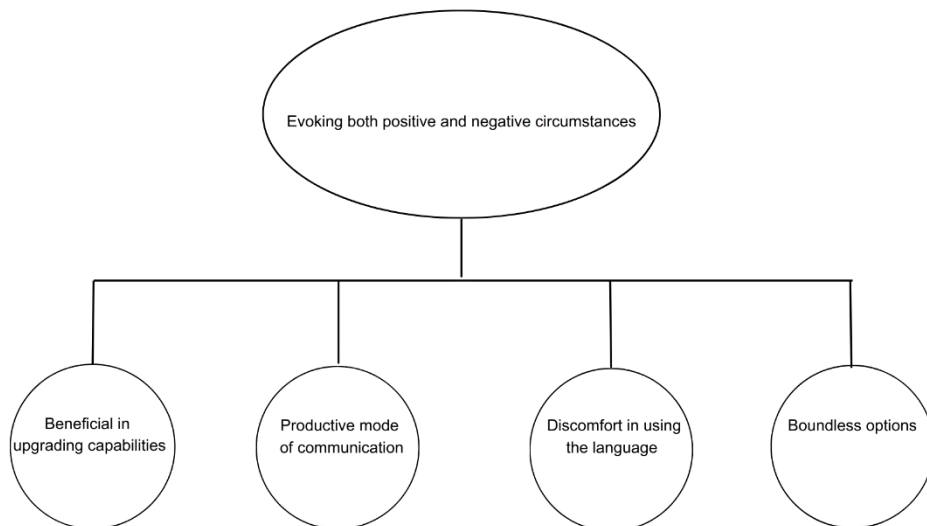 Evoking both positive and negative circumstances
Beneficial in
upgrading capabilities
Productive mode
of communication
Discomfort in using
the language
Boundless options